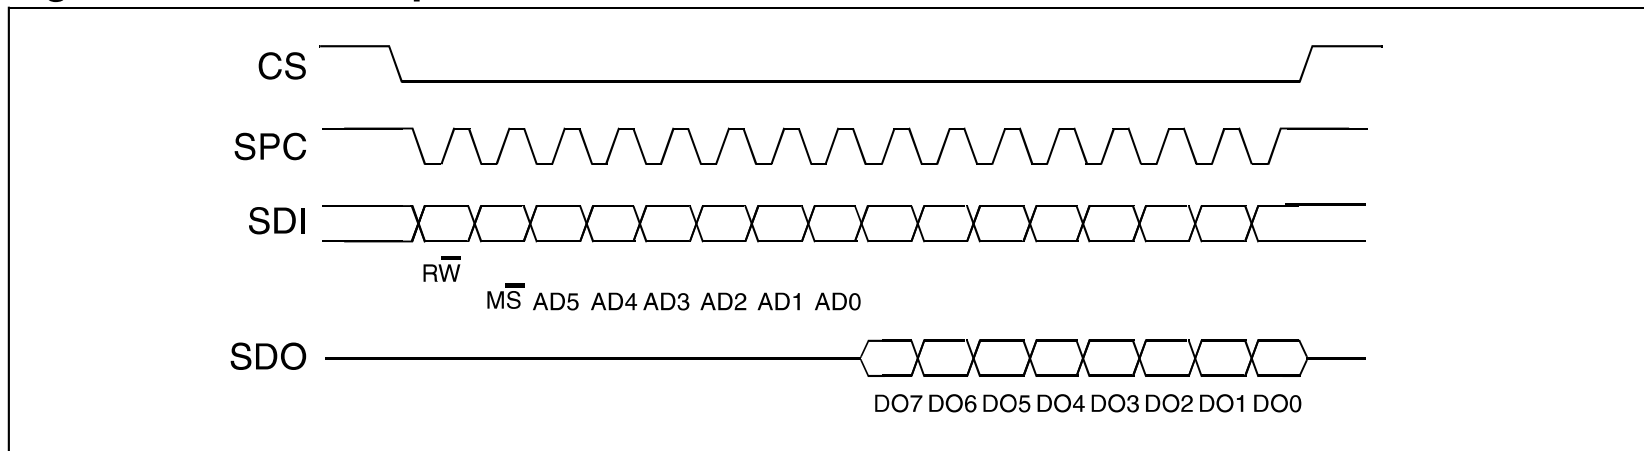 CS
SPC
SDI
RW̅
MS̅ AD5 AD4 AD3 AD2 AD1 AD0
SDO
DO7 DO6 DO5 DO4 DO3 DO2 DO1 DO0